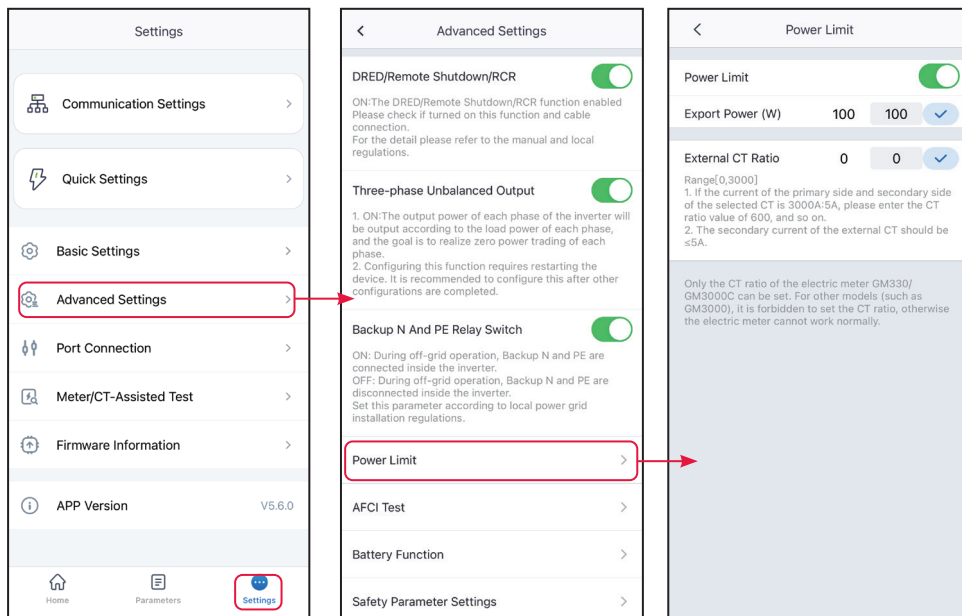 Settings
Communication Settings
Quick Settings
Basic Settings
Advanced Settings
Port Connection
Meter/CT-Assisted Test
Firmware Information
APP Version V5.6.0
Home Parameters Settings
Advanced Settings
DRED/Remote Shutdown/RCR
ON:The DRED/Remote Shutdown/RCR function enabled
Please check if turned on this function and cable
connection.
For the detail please refer to the manual and local
regulations.
Three-phase Unbalanced Output
1. ON:The output power of each phase of the inverter will
be output according to the load power of each phase,
and the goal is to realize zero power trading of each
phase.
2. Configuring this function requires restarting the
device. It is recommended to configure this after other
configurations are completed.
Backup N And PE Relay Switch
ON: During off-grid operation, Backup N and PE are
connected inside the inverter.
OFF: During off-grid operation, Backup N and PE are
disconnected inside the inverter.
Set this parameter according to local power grid
installation regulations.
Power Limit
AFCI Test
Battery Function
Safety Parameter Settings
Power Limit
Power Limit
Export Power (W) 100 100
External CT Ratio 0 0
Range[0,3000]
1. If the current of the primary side and secondary side
of the selected CT is 3000A:5A, please enter the CT
ratio value of 600, and so on.
2. The secondary current of the external CT should be
≤5A.
Only the CT ratio of the electric meter GM330/
GM3000C can be set. For other models (such as
GM3000), it is forbidden to set the CT ratio, otherwise
the electric meter cannot work normally.